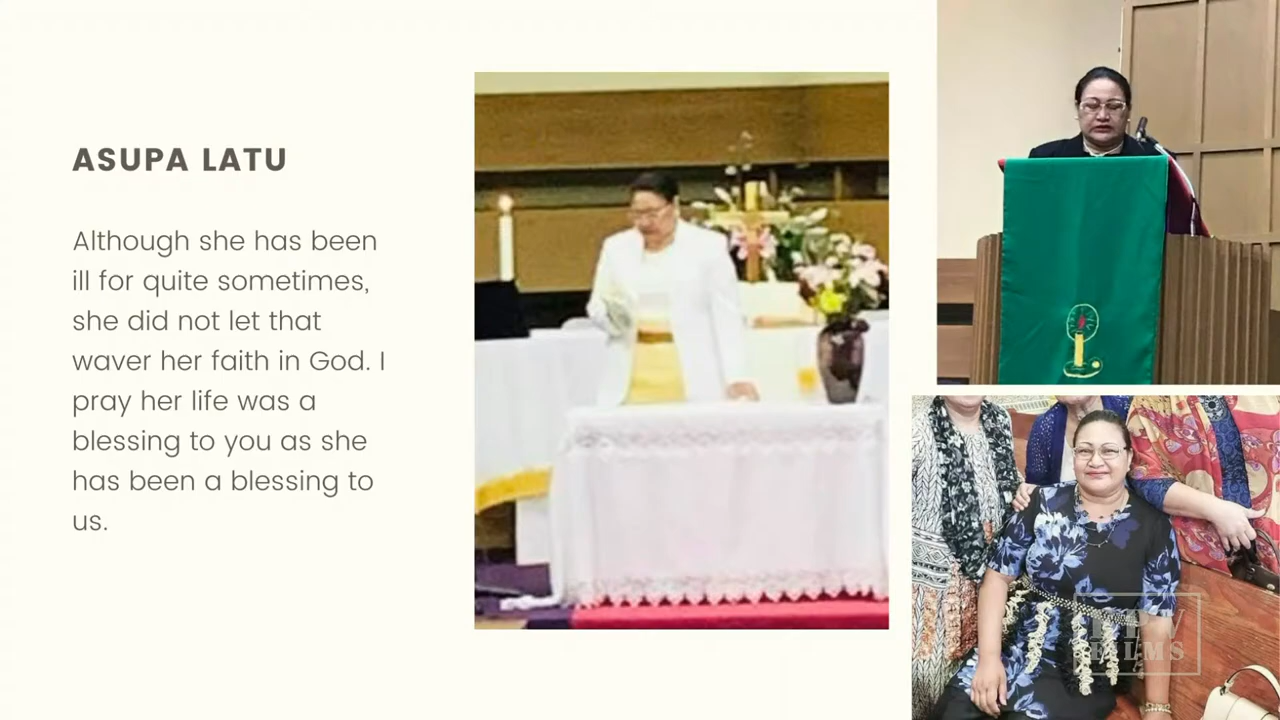 ASUPA LATU
Although she has been
ill for quite sometimes,
she did not let that
waver her faith in God. I
pray her life was a
blessing to you as she
has been a blessing to
us.
FILMS